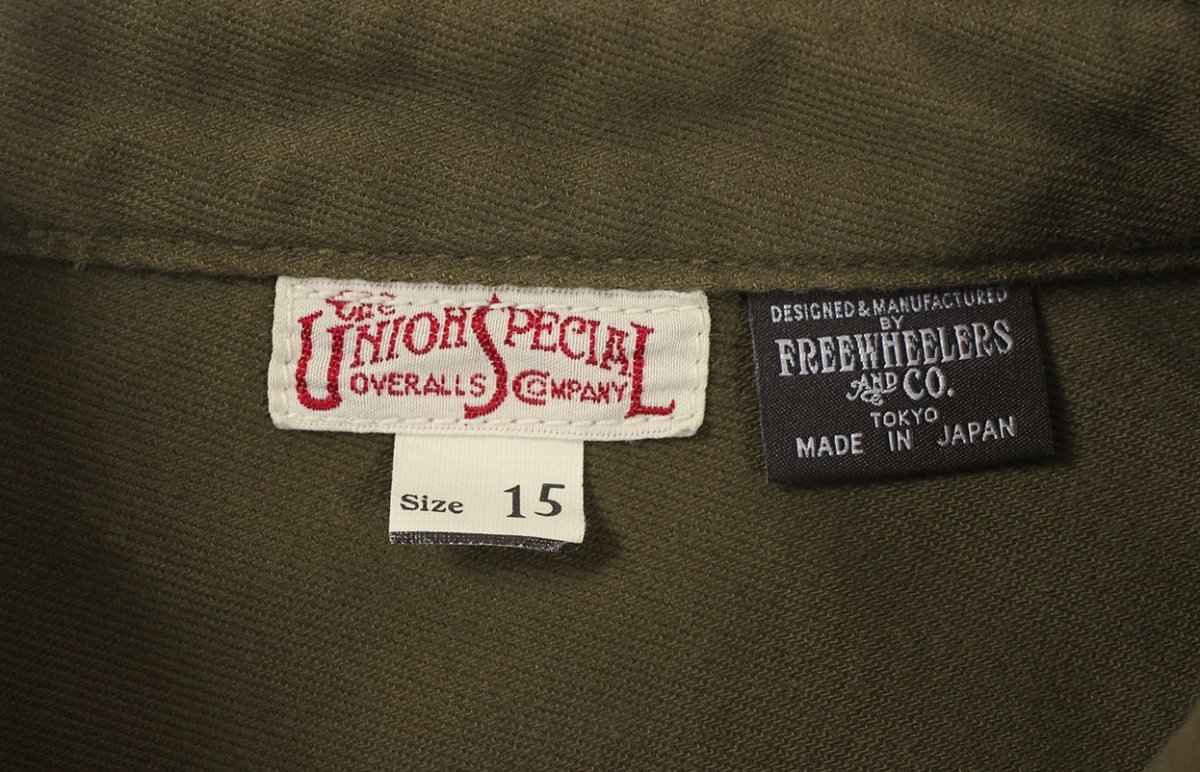 The
UNION SPECIAL
OVERALLS COMPANY
Size 15
DESIGNED & MANUFACTURED
BY
FREEWHEELERS
AND CO.
TOKYO
MADE IN JAPAN